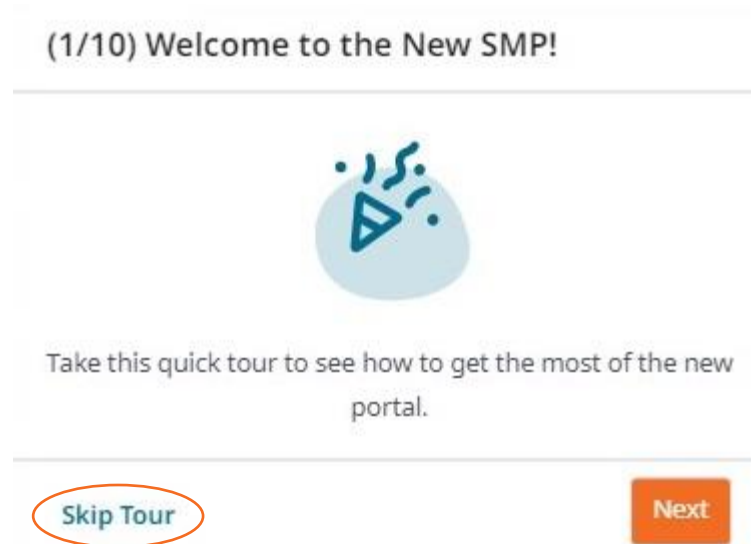 (1/10) Welcome to the New SMP!
Take this quick tour to see how to get the most of the new
portal.
Skip Tour
Next